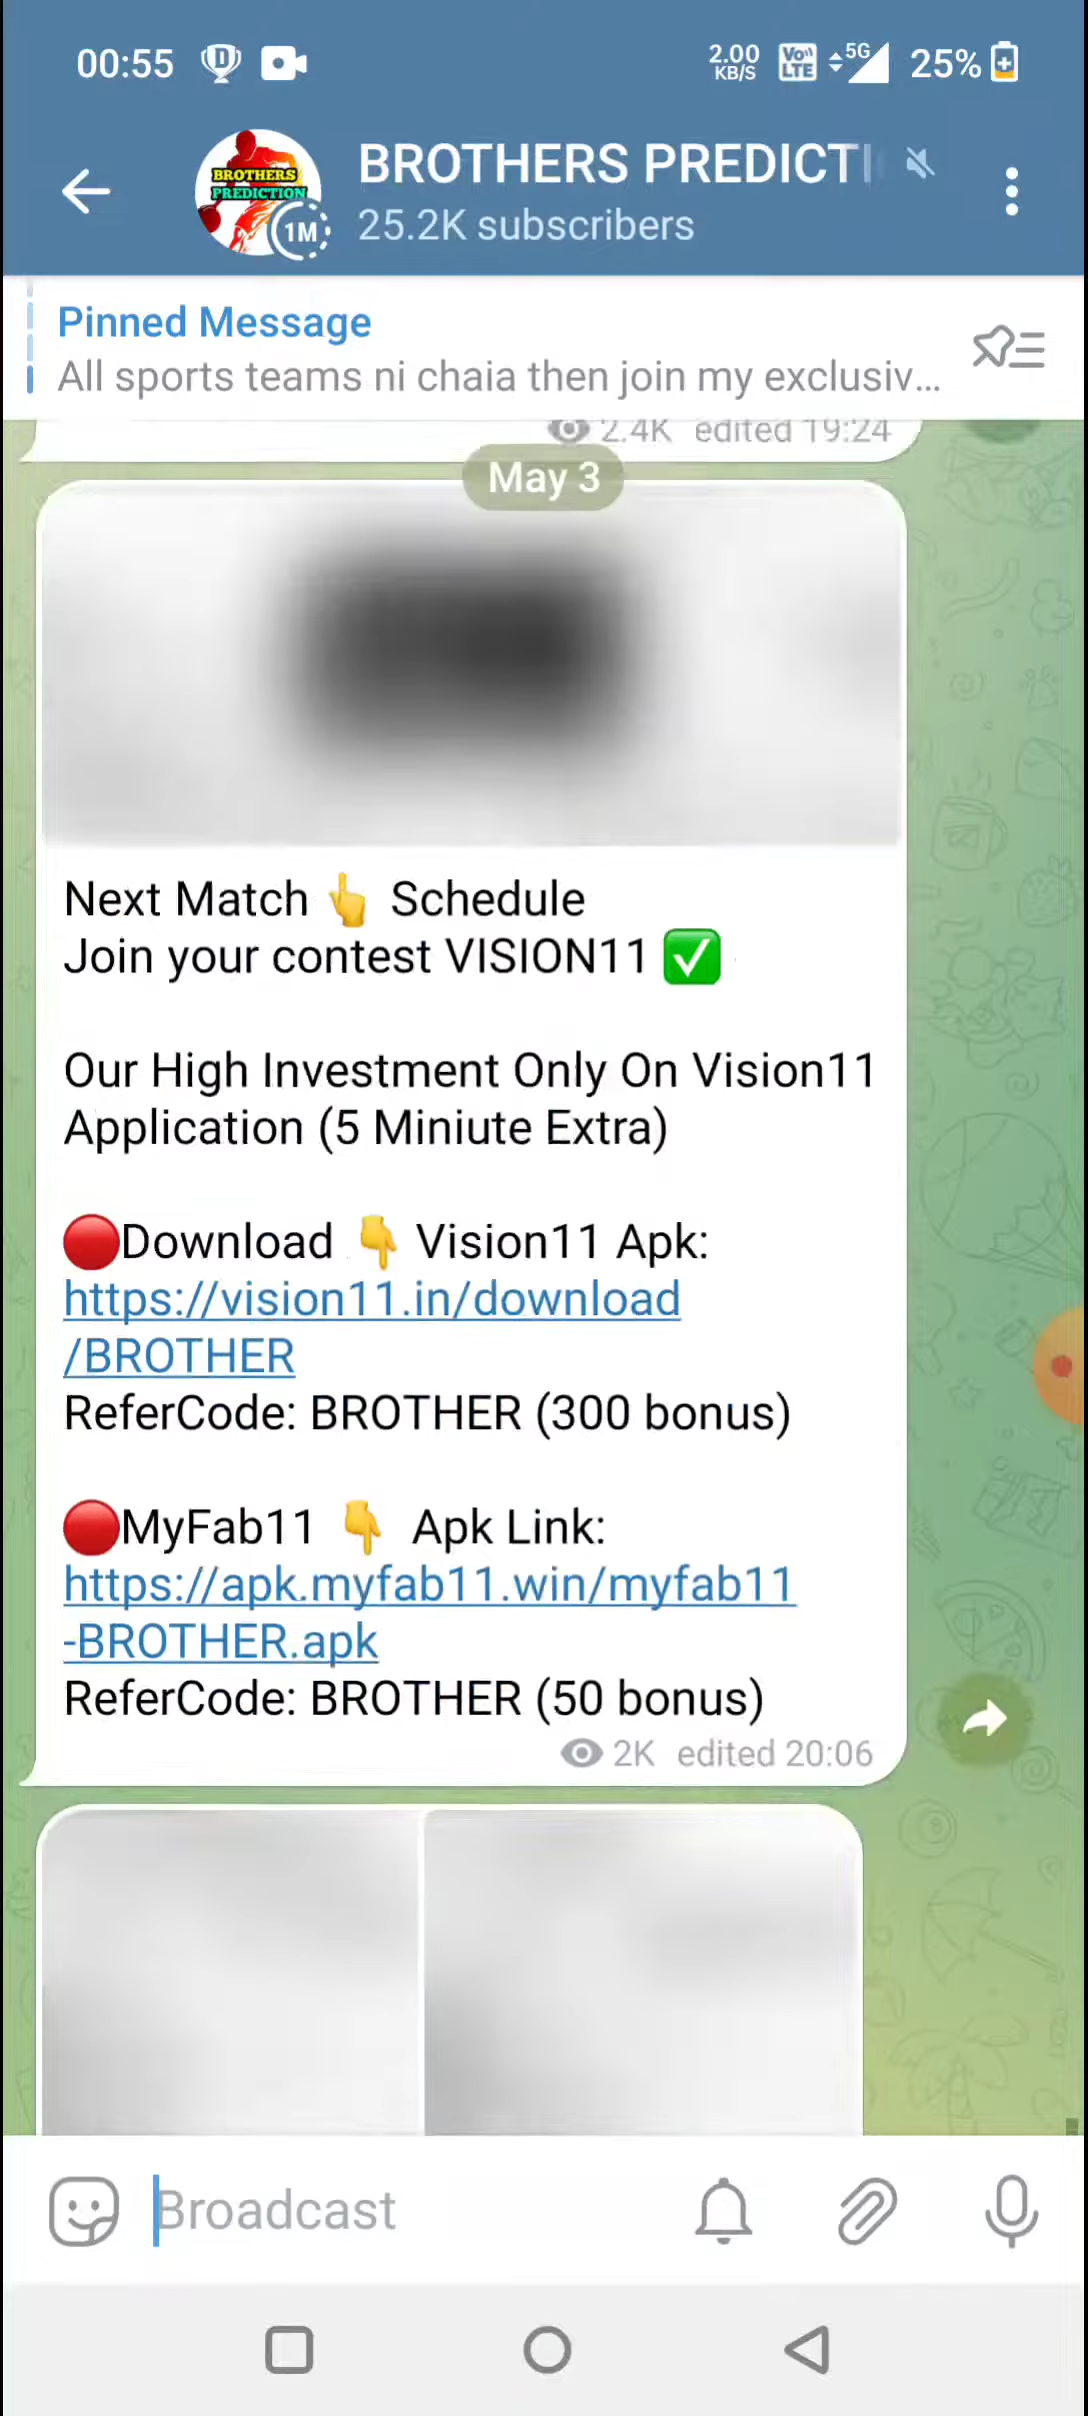 00:55
2.00
KB/S
Vo))
LTE
5G
25%
BROTHERS
PREDICTION
1M
BROTHERS PREDICTI
25.2K subscribers
Pinned Message
All sports teams ni chaia then join my exclusiv...
2.4K edited 19:24
May 3
Next Match 👆 Schedule
Join your contest VISION11 ✅
Our High Investment Only On Vision11
Application (5 Miniute Extra)
🔴Download 👇 Vision11 Apk:
https://vision11.in/download
/BROTHER
ReferCode: BROTHER (300 bonus)
🔴MyFab11 👇 Apk Link:
https://apk.myfab11.win/myfab11
-BROTHER.apk
ReferCode: BROTHER (50 bonus)
2K edited 20:06
Broadcast